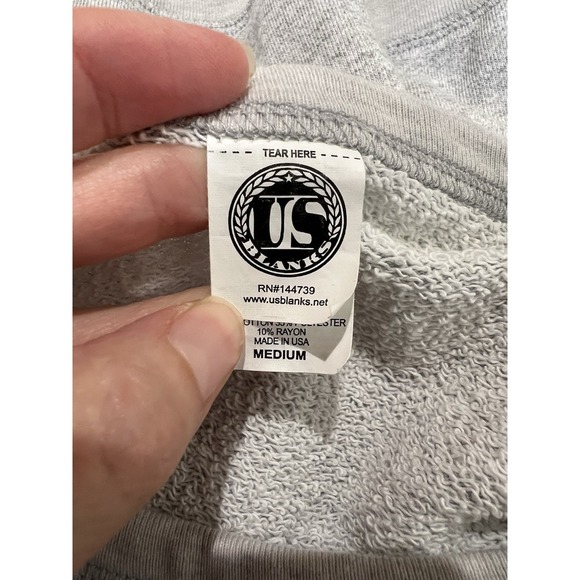 TEAR HERE
US
BLANKS
RN#144739
www.usblanks.net
POLYESTER
10% RAYON
MADE IN USA
MEDIUM